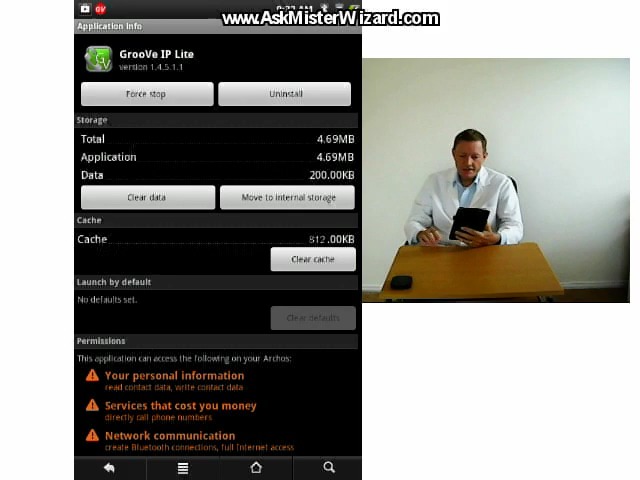 www.AskMisterWizard.com
Application info
GrooVe IP Lite
version 1.4.5.1.1
Force stop
Uninstall
Storage
Total 4.69MB
Application 4.69MB
Data 200.00KB
Clear data
Move to internal storage
Cache
Cache 812.00KB
Clear cache
Launch by default
No defaults set.
Clear defaults
Permissions
This application can access the following on your Archos:
Your personal information
read contact data, write contact data
Services that cost you money
directly call phone numbers
Network communication
create Bluetooth connections, full Internet access